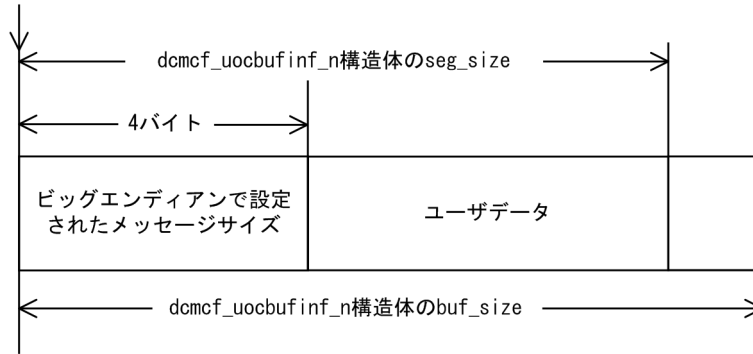 dcmcf_uocbufinf_n構造体のseg_size
4バイト
ビッグエンディアンで設定
されたメッセージサイズ
ユーザデータ
dcmcf_uocbufinf_n構造体のbuf_size